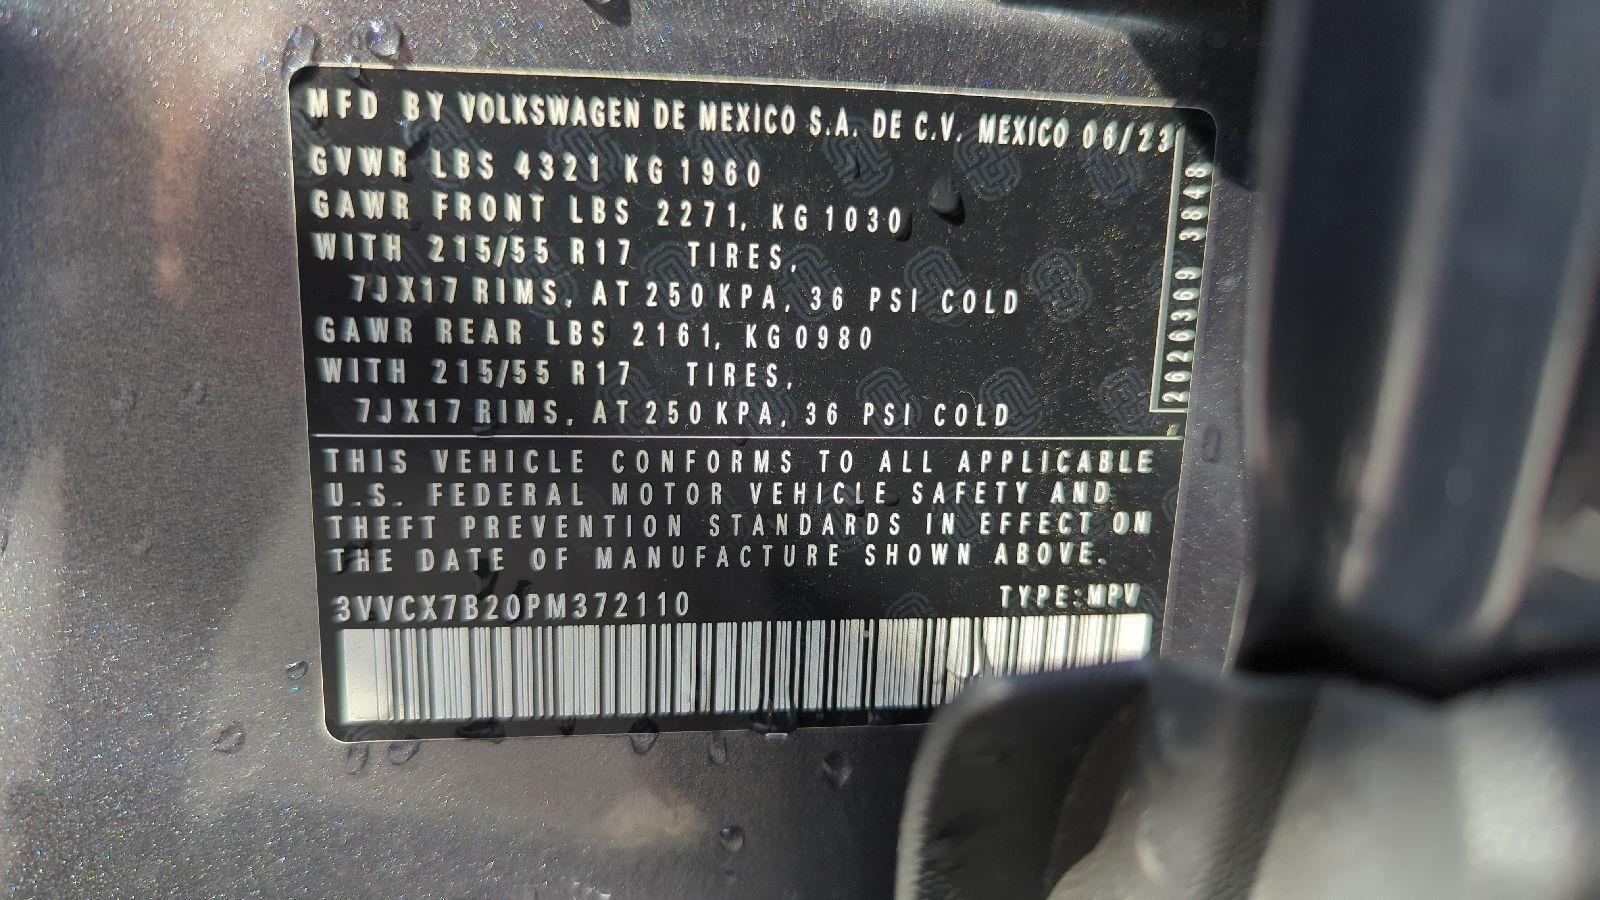 MFD BY VOLKSWAGEN DE MEXICO S.A. DE C.V. MEXICO 06/23
GVWR LBS 4321 KG 1960
GAWR FRONT LBS 2271, KG 1030
WITH 215/55 R17 TIRES,
7JX17 RIMS, AT 250 KPA, 36 PSI COLD
GAWR REAR LBS 2161, KG 0980
WITH 215/55 R17 TIRES,
7JX17 RIMS, AT 250 KPA, 36 PSI COLD
2626369 3848
THIS VEHICLE CONFORMS TO ALL APPLICABLE
U.S. FEDERAL MOTOR VEHICLE SAFETY AND
THEFT PREVENTION STANDARDS IN EFFECT ON
THE DATE OF MANUFACTURE SHOWN ABOVE.
3VVCX7B20PM372110 TYPE:MPV